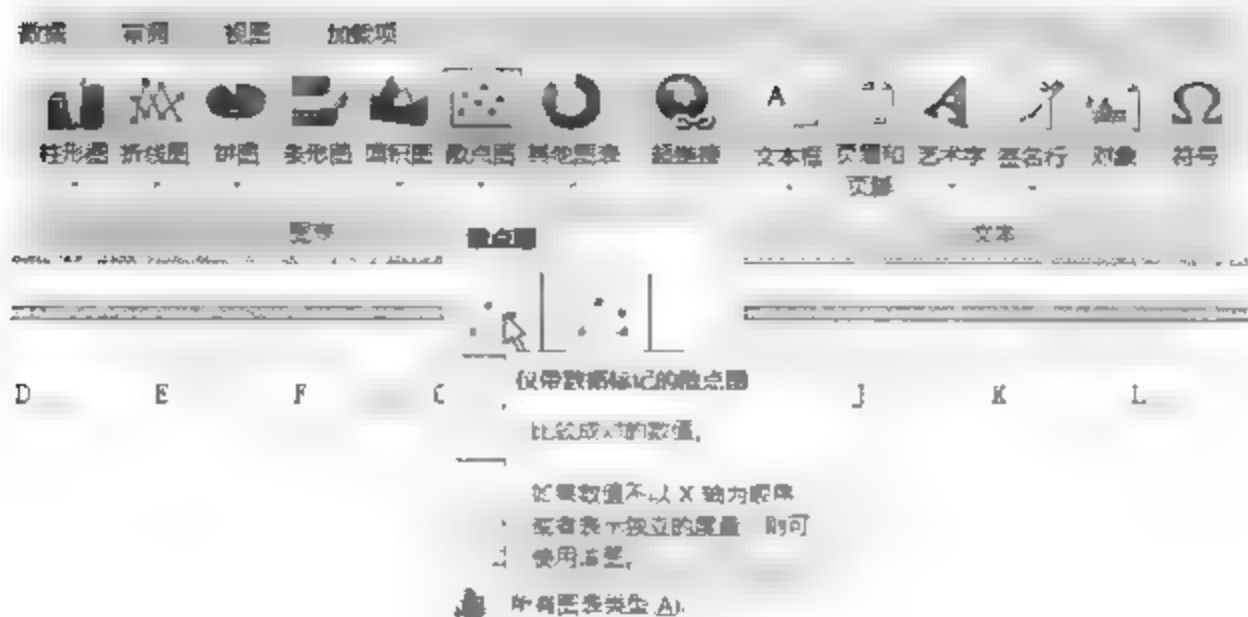 数据 审阅 视图 加载项
柱形图 折线图 饼图 条形图 面积图 散点图 其他图表 超链接 文本框 页眉和 艺术字 签名行 对象 符号
页脚
图表 文本
散点图
D E F G J K L
仅带数据标记的散点图
比较成对的数值。
如果数值不以 X 轴为顺序
或者表示独立的度量，则可
使用该图。
所有图表类型(A)...